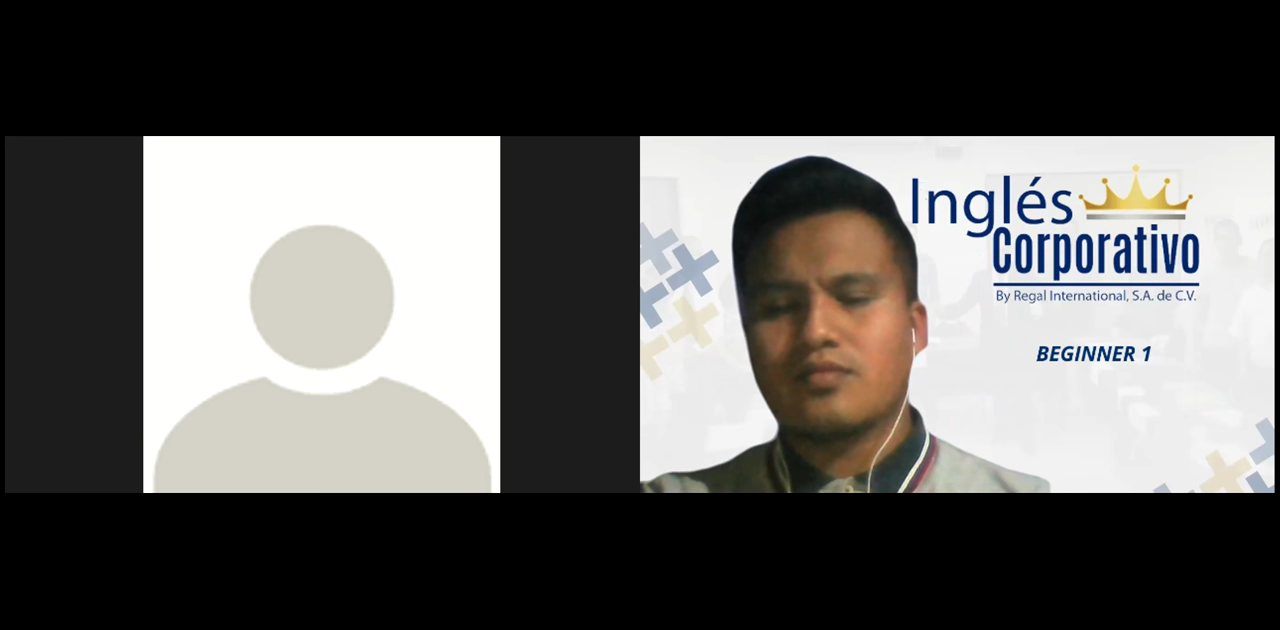 Inglés
Corporativo
By Regal International, S.A. de C.V.
BEGINNER 1